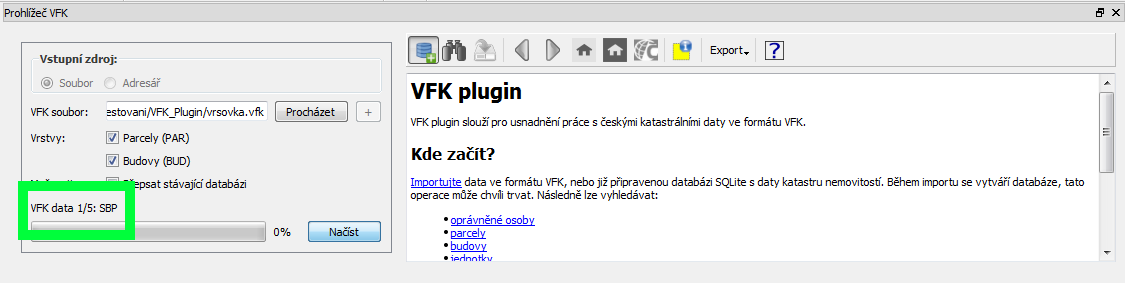 Prohlížeč VFK
Vstupní zdroj:
Soubor
Adresář
VFK soubor:
estovani/VFK_Plugin/vrsovka.vfk
Procházet
+
Vrstvy:
Parcely (PAR)
Budovy (BUD)
Přepsat stávající databázi
VFK data 1/5: SBP
0%
Načíst
Export
?
VFK plugin
VFK plugin slouží pro usnadnění práce s českými katastrálními daty ve formátu VFK.
Kde začít?
Importujte data ve formátu VFK, nebo již připravenou databázi SQLite s daty katastru nemovitostí. Během importu se vytváří databáze, tato
operace může chvíli trvat. Následně lze vyhledávat:
oprávněné osoby
parcely
budovy
jednotky